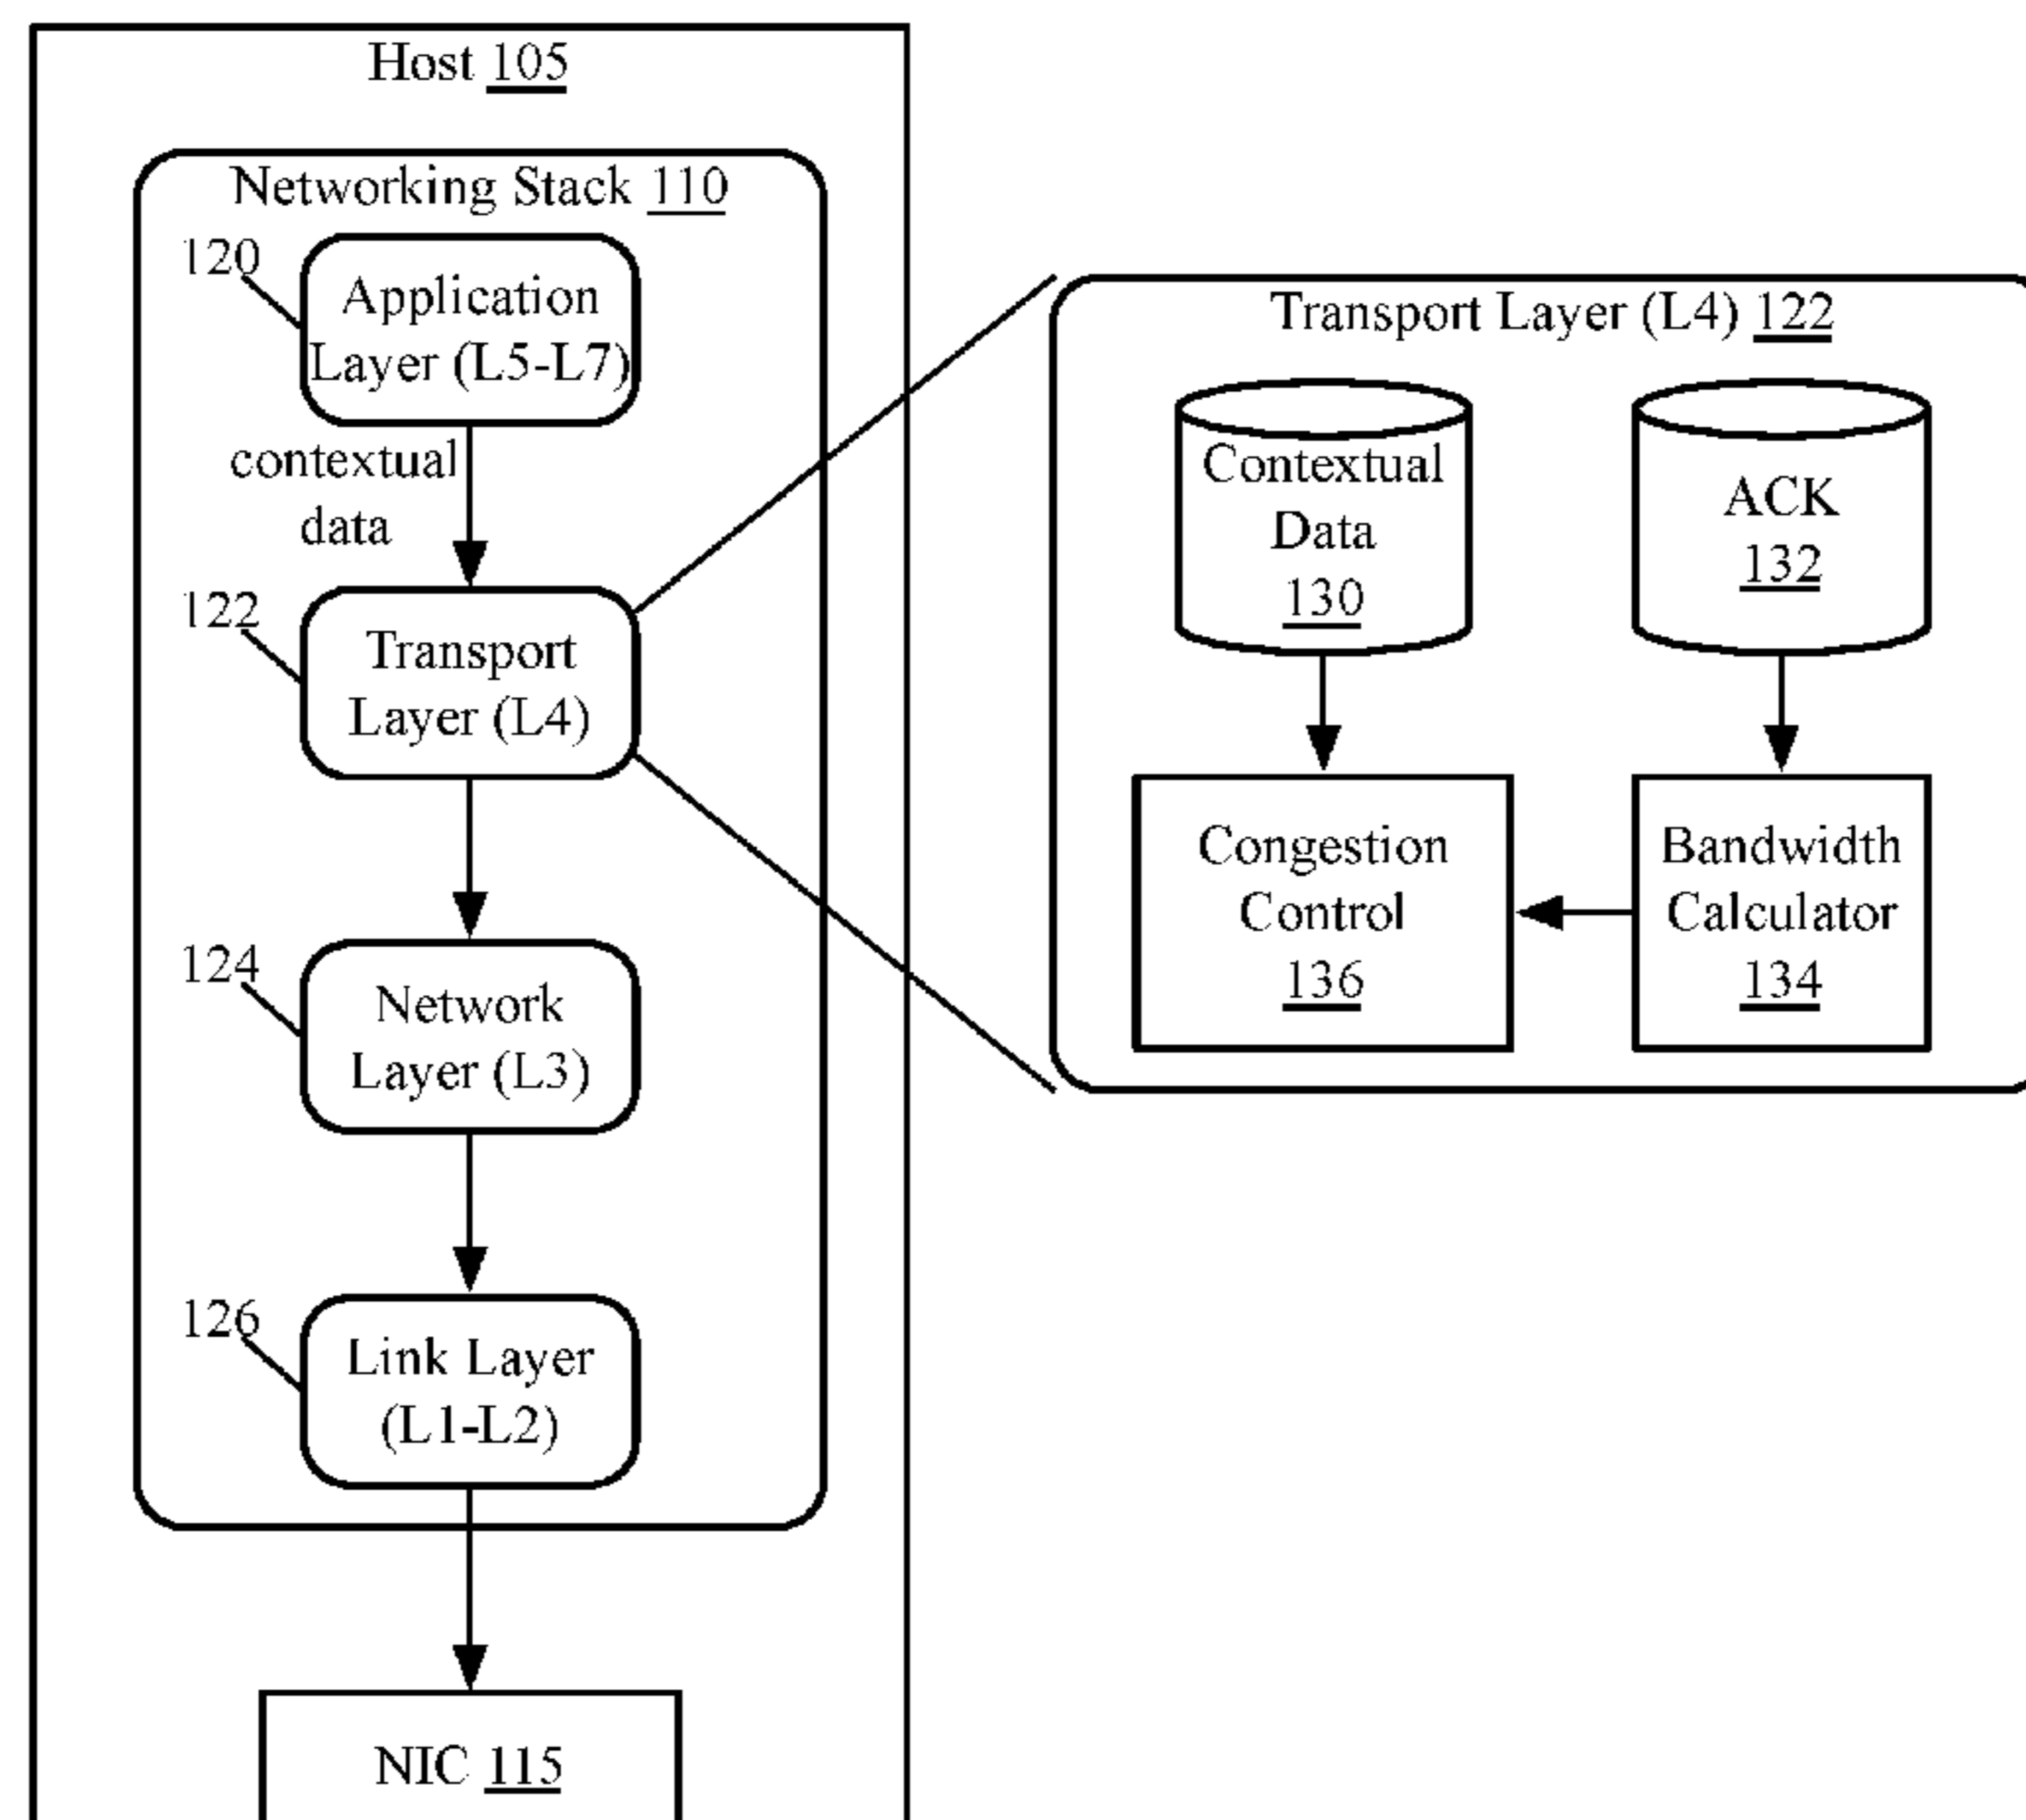 Host 105
Networking Stack 110
120
Application
Layer (L5-L7)
contextual
data
122
Transport
Layer (L4)
124
Network
Layer (L3)
126
Link Layer
(L1-L2)
NIC 115
Transport Layer (L4) 122
Contextual
Data
130
ACK
132
Congestion
Control
136
Bandwidth
Calculator
134